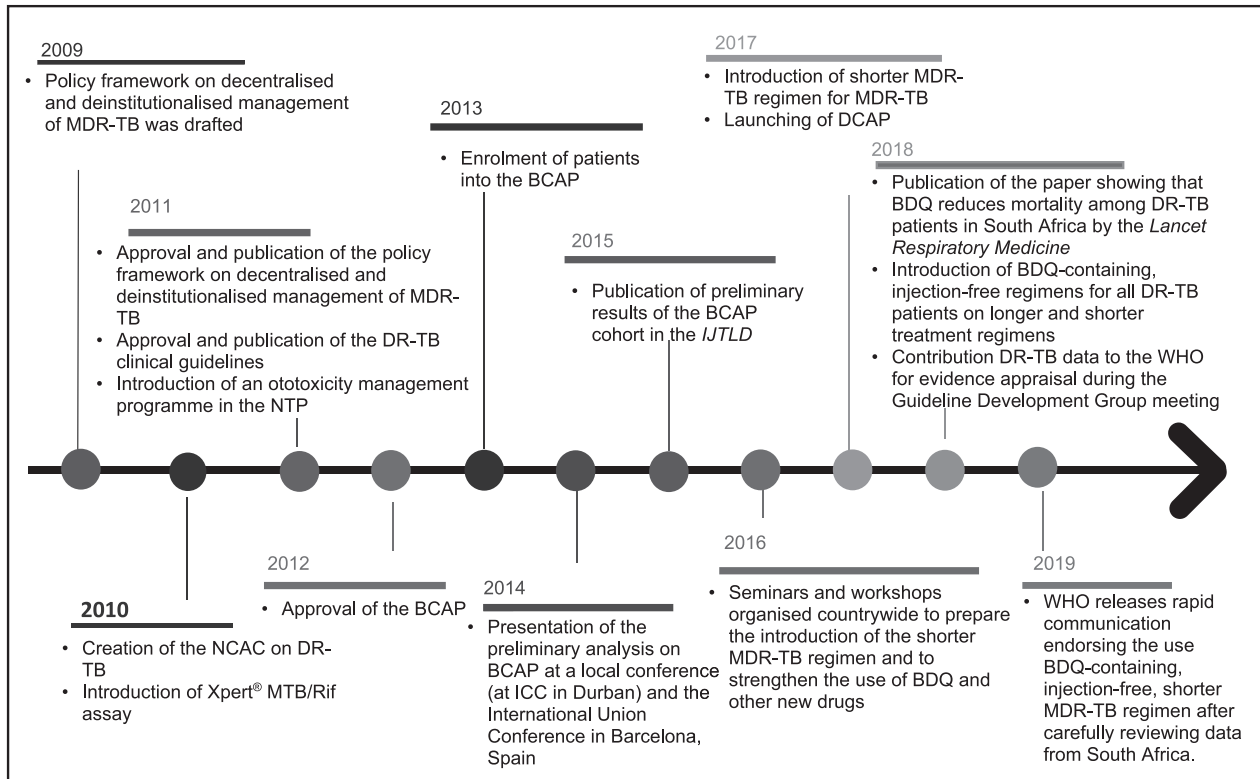 2009
• Policy framework on decentralised
and deinstitutionalised management
of MDR-TB was drafted
2010
• Creation of the NCAC on DR-
TB
• Introduction of Xpert® MTB/Rif
assay
2011
• Approval and publication of the policy
framework on decentralised and
deinstitutionalised management of MDR-
TB
• Approval and publication of the DR-TB
clinical guidelines
• Introduction of an ototoxicity management
programme in the NTP
2012
• Approval of the BCAP
2013
• Enrolment of patients
into the BCAP
2014
• Presentation of the
preliminary analysis on
BCAP at a local conference
(at ICC in Durban) and the
International Union
Conference in Barcelona,
Spain
2015
• Publication of preliminary
results of the BCAP
cohort in the IJTLD
2016
• Seminars and workshops
organised countrywide to prepare
the introduction of the shorter
MDR-TB regimen and to
strengthen the use of BDQ and
other new drugs
2017
• Introduction of shorter MDR-
TB regimen for MDR-TB
• Launching of DCAP
2018
• Publication of the paper showing that
BDQ reduces mortality among DR-TB
patients in South Africa by the Lancet
Respiratory Medicine
• Introduction of BDQ-containing,
injection-free regimens for all DR-TB
patients on longer and shorter
treatment regimens
• Contribution DR-TB data to the WHO
for evidence appraisal during the
Guideline Development Group meeting
2019
• WHO releases rapid
communication
endorsing the use
BDQ-containing,
injection-free, shorter
MDR-TB regimen after
carefully reviewing data
from South Africa.